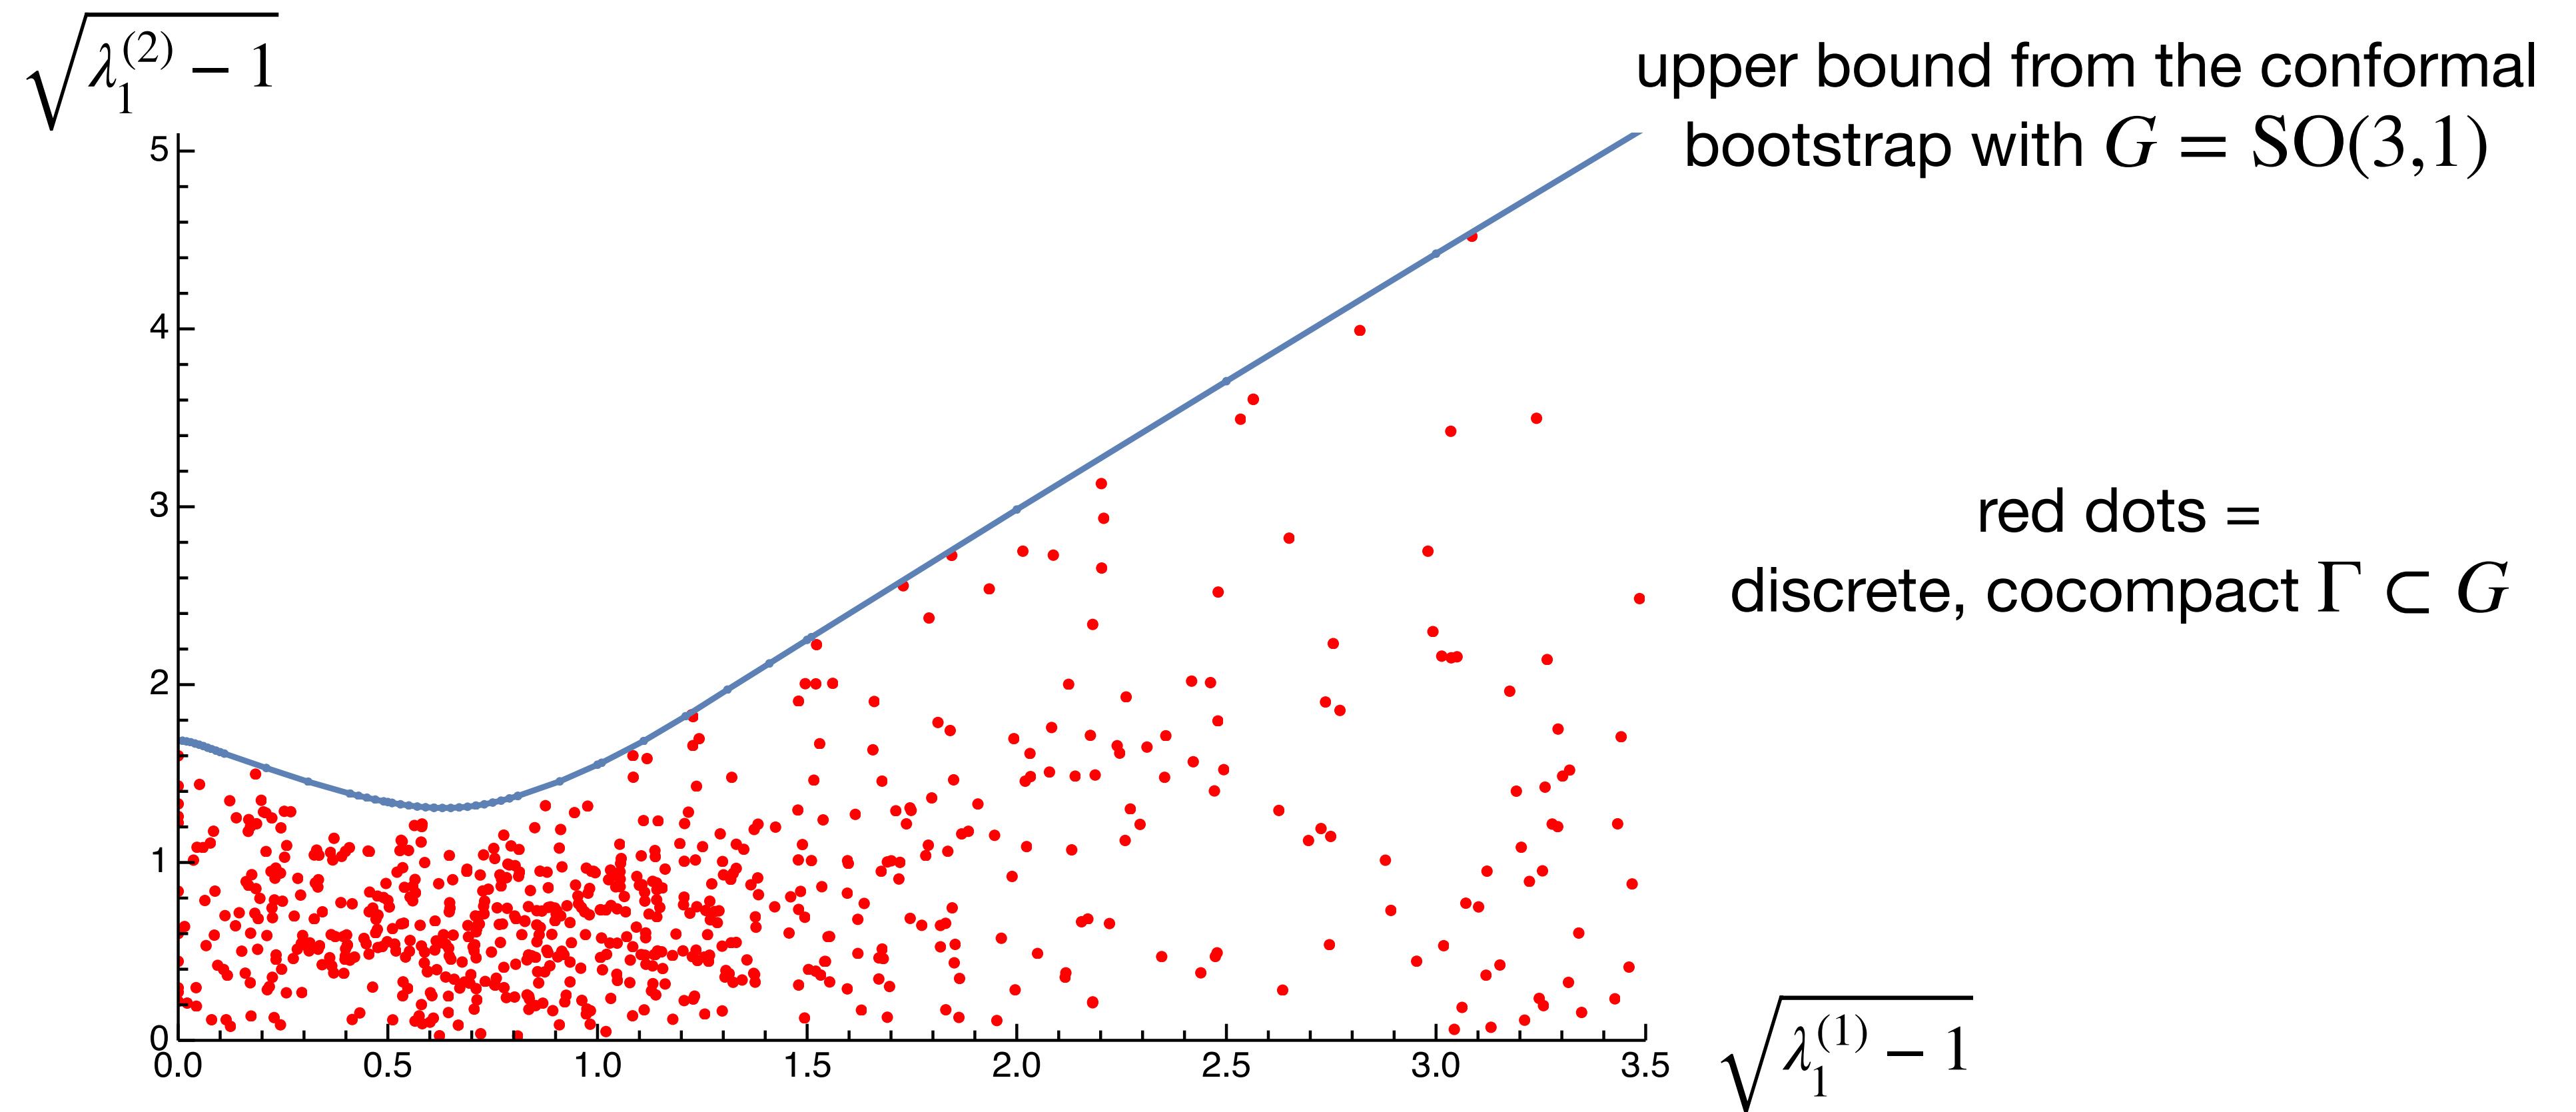 √(λ₁⁽²⁾ − 1)
upper bound from the conformal
bootstrap with G = SO(3,1)
5
4
3
2
1
0
red dots =
discrete, cocompact Γ ⊂ G
0.0 0.5 1.0 1.5 2.0 2.5 3.0 3.5
√(λ₁⁽¹⁾ − 1)